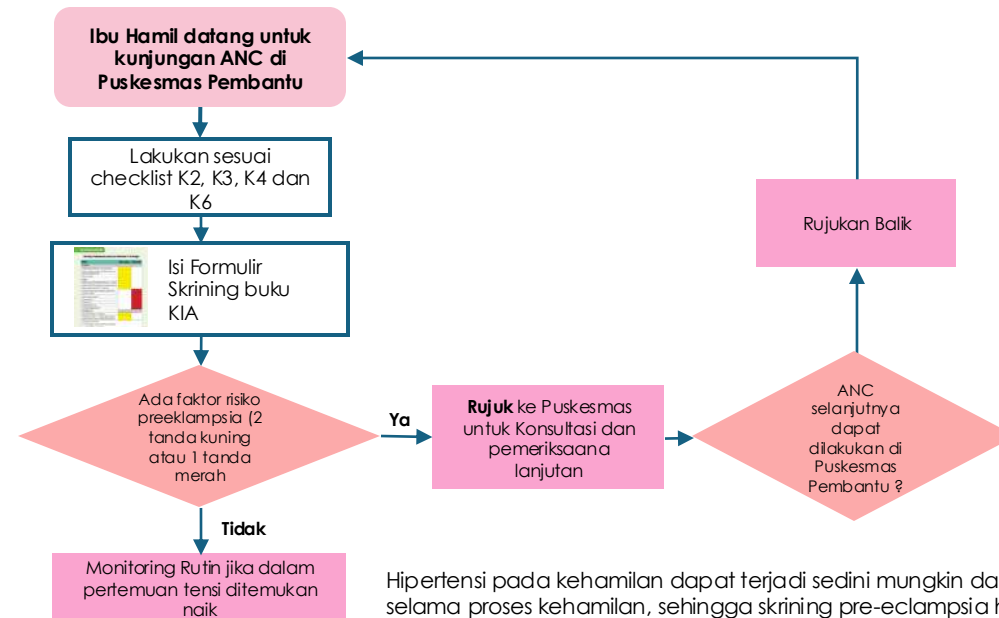 Ibu Hamil datang untuk
kunjungan ANC di
Puskesmas Pembantu
Lakukan sesuai
checklist K2, K3, K4 dan
K6
Isi Formulir
Skrining buku
KIA
Ada faktor risiko
preeklampsia (2
tanda kuning
atau 1 tanda
merah
Ya
Rujuk ke Puskesmas
untuk Konsultasi dan
pemeriksaana
lanjutan
ANC
selanjutnya
dapat
dilakukan di
Puskesmas
Pembantu ?
Rujukan Balik
Tidak
Monitoring Rutin jika dalam
pertemuan tensi ditemukan
naik
Hipertensi pada kehamilan dapat terjadi sedini mungkin da
selama proses kehamilan, sehingga skrining pre-eclampsia h